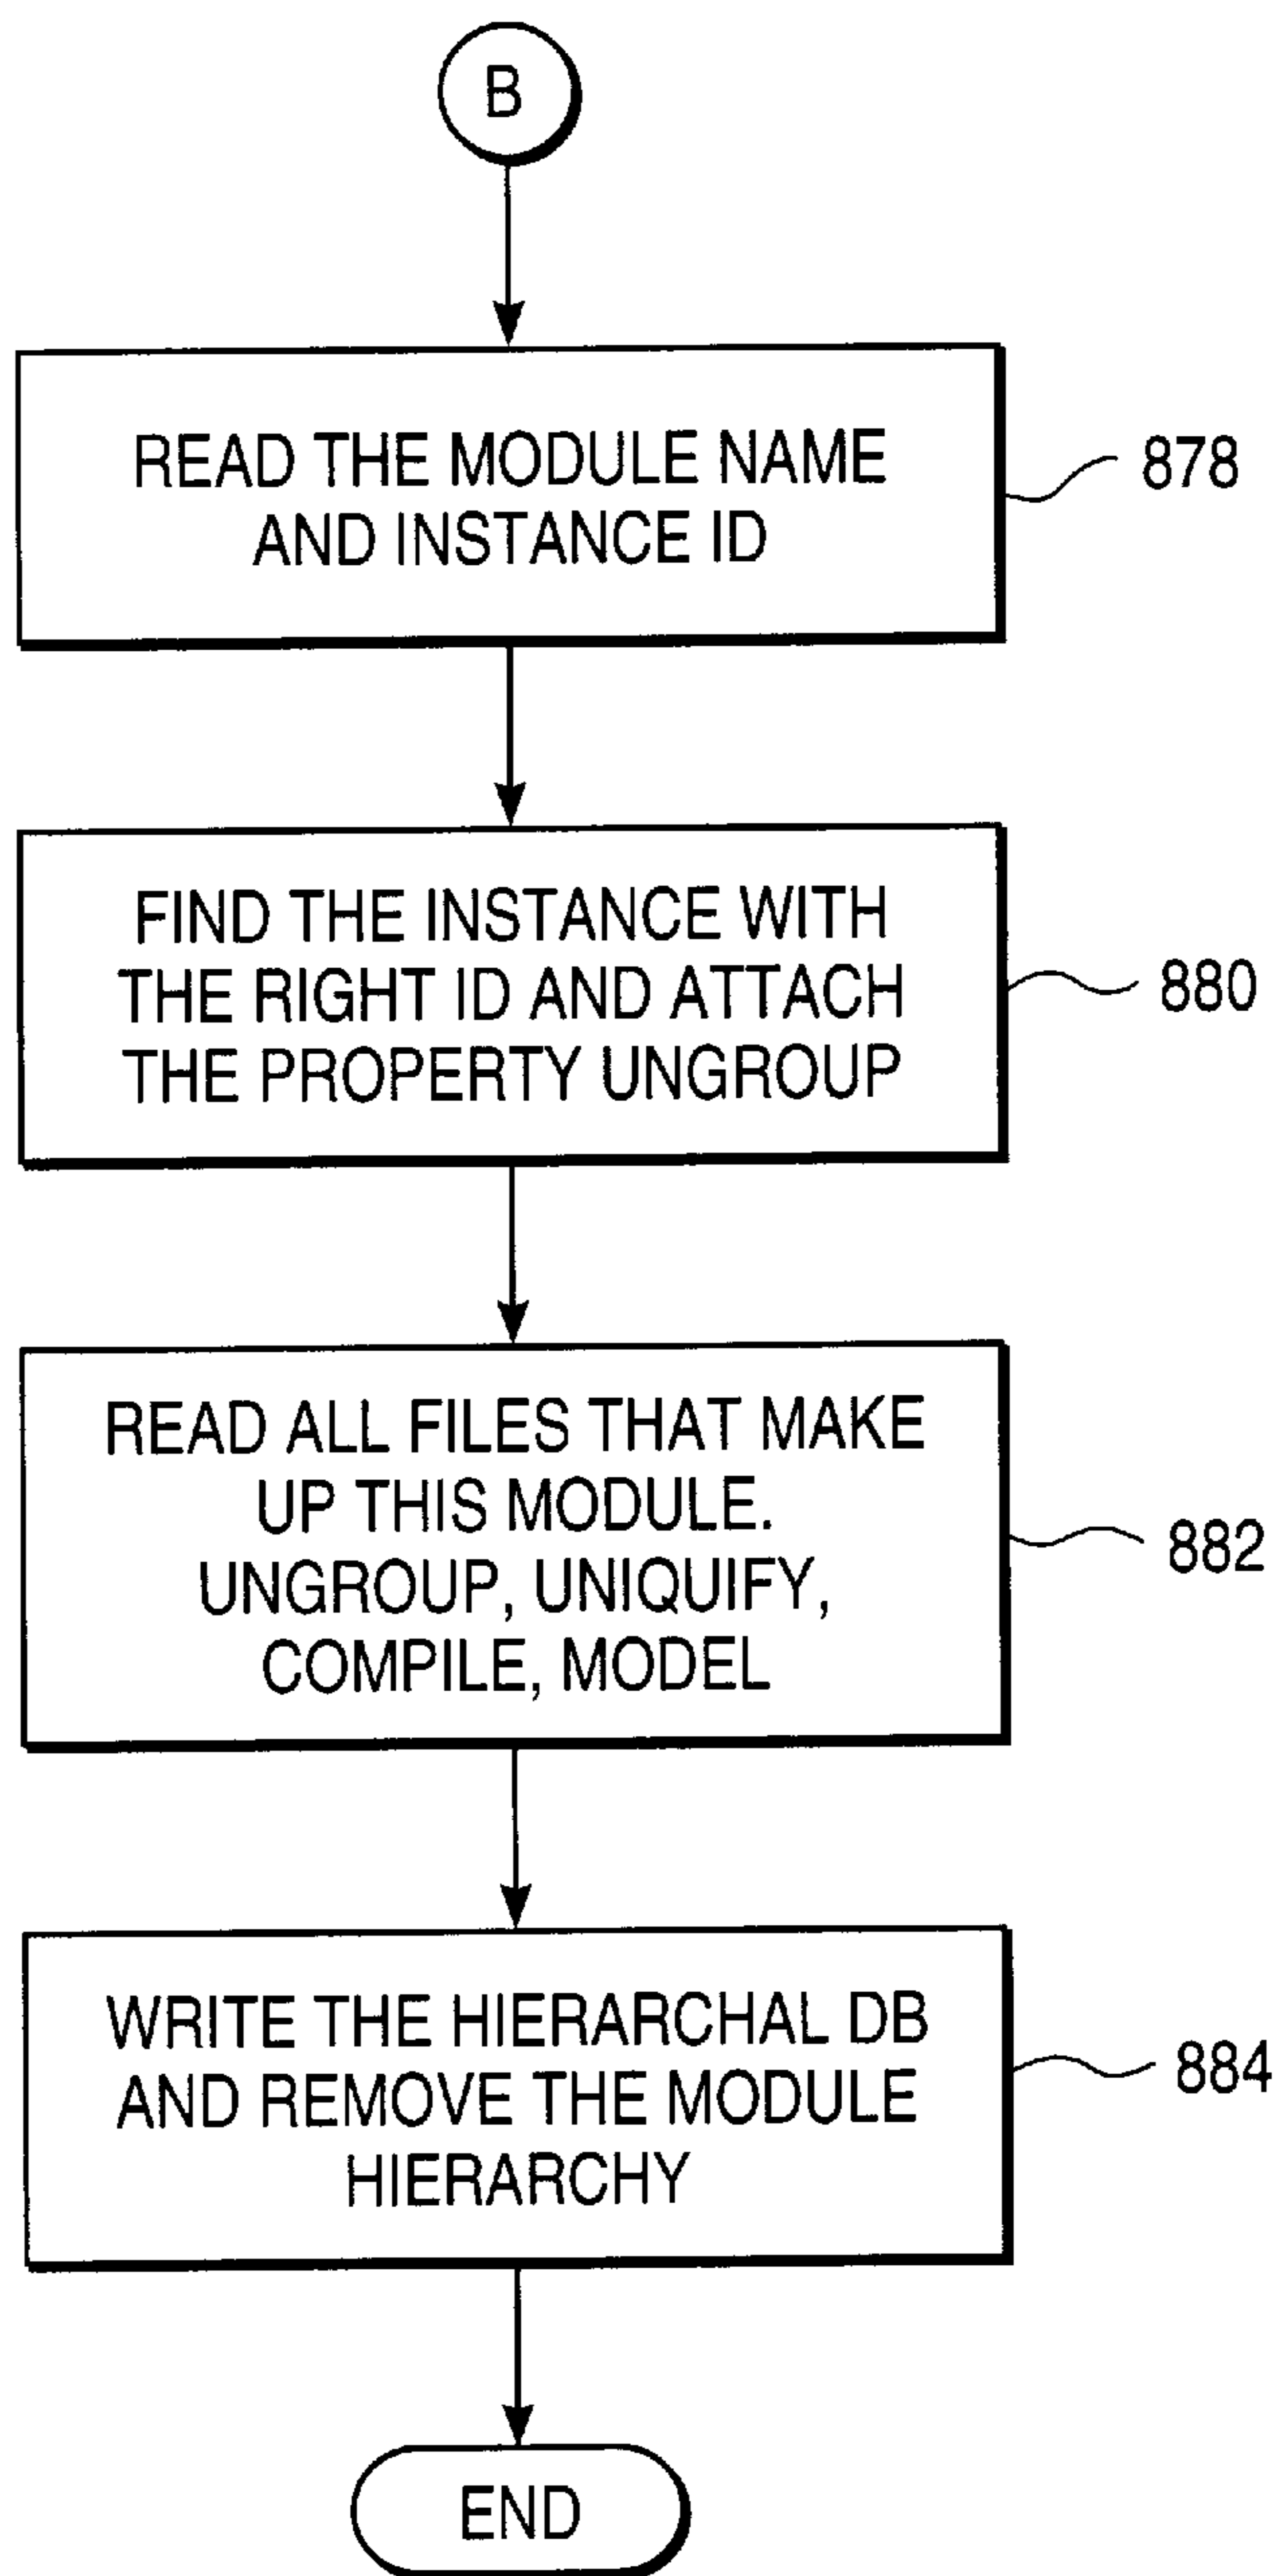 B
READ THE MODULE NAME
AND INSTANCE ID
878
FIND THE INSTANCE WITH
THE RIGHT ID AND ATTACH
THE PROPERTY UNGROUP
880
READ ALL FILES THAT MAKE
UP THIS MODULE.
UNGROUP, UNIQUIFY,
COMPILE, MODEL
882
WRITE THE HIERARCHAL DB
AND REMOVE THE MODULE
HIERARCHY
884
END